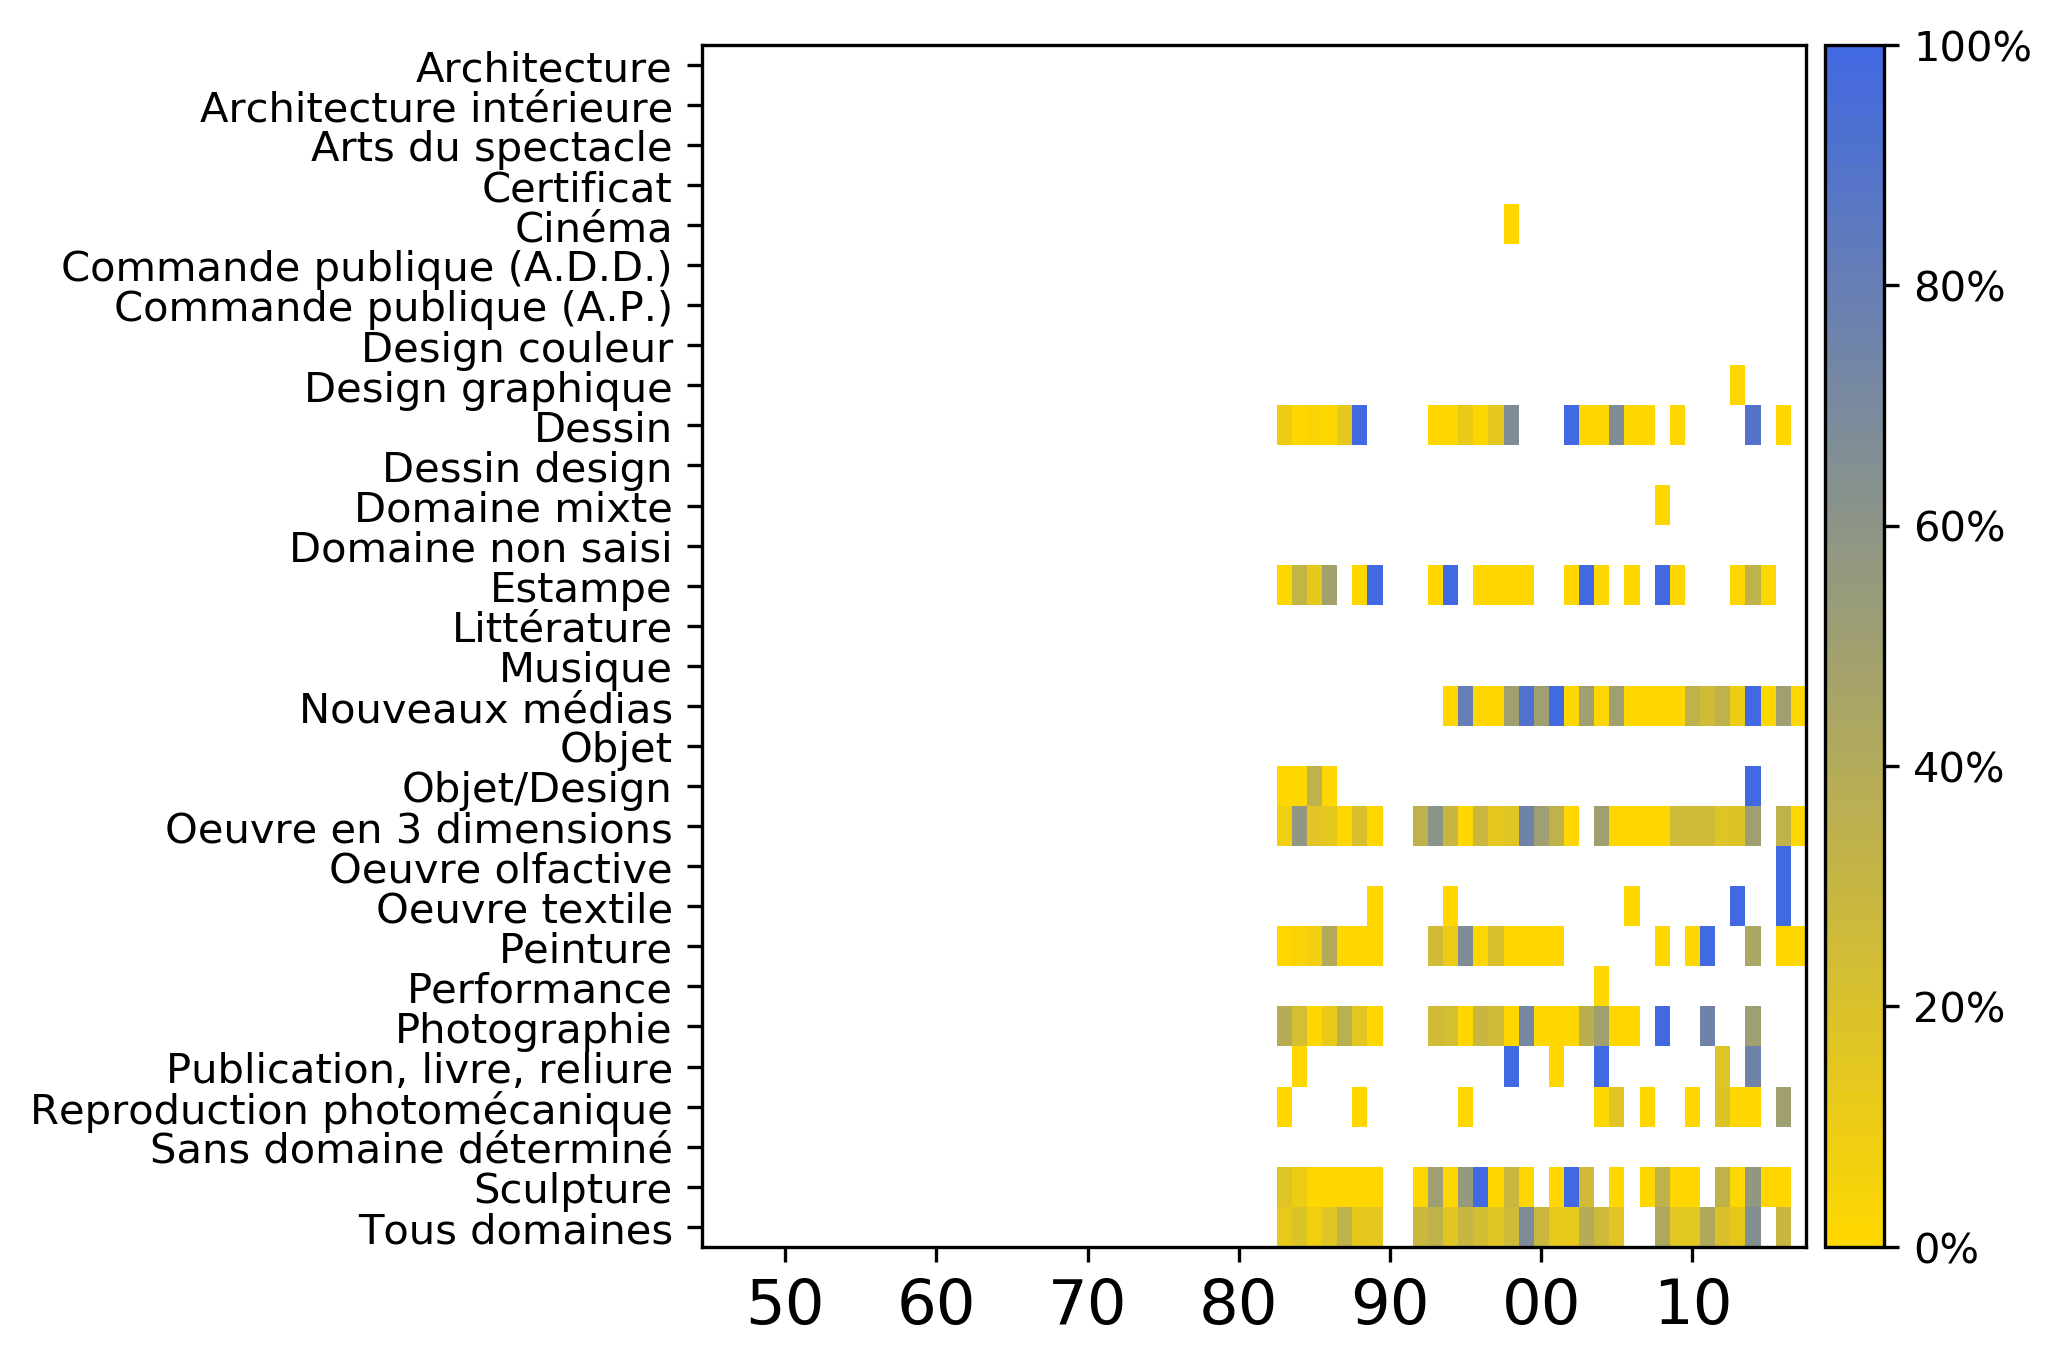 Architecture
Architecture intérieure
Arts du spectacle
Certificat
Cinéma
Commande publique (A.D.D.)
Commande publique (A.P.)
Design couleur
Design graphique
Dessin
Dessin design
Domaine mixte
Domaine non saisi
Estampe
Littérature
Musique
Nouveaux médias
Objet
Objet/Design
Oeuvre en 3 dimensions
Oeuvre olfactive
Oeuvre textile
Peinture
Performance
Photographie
Publication, livre, reliure
Reproduction photomécanique
Sans domaine déterminé
Sculpture
Tous domaines
50 60 70 80 90 00 10
100%
80%
60%
40%
20%
0%